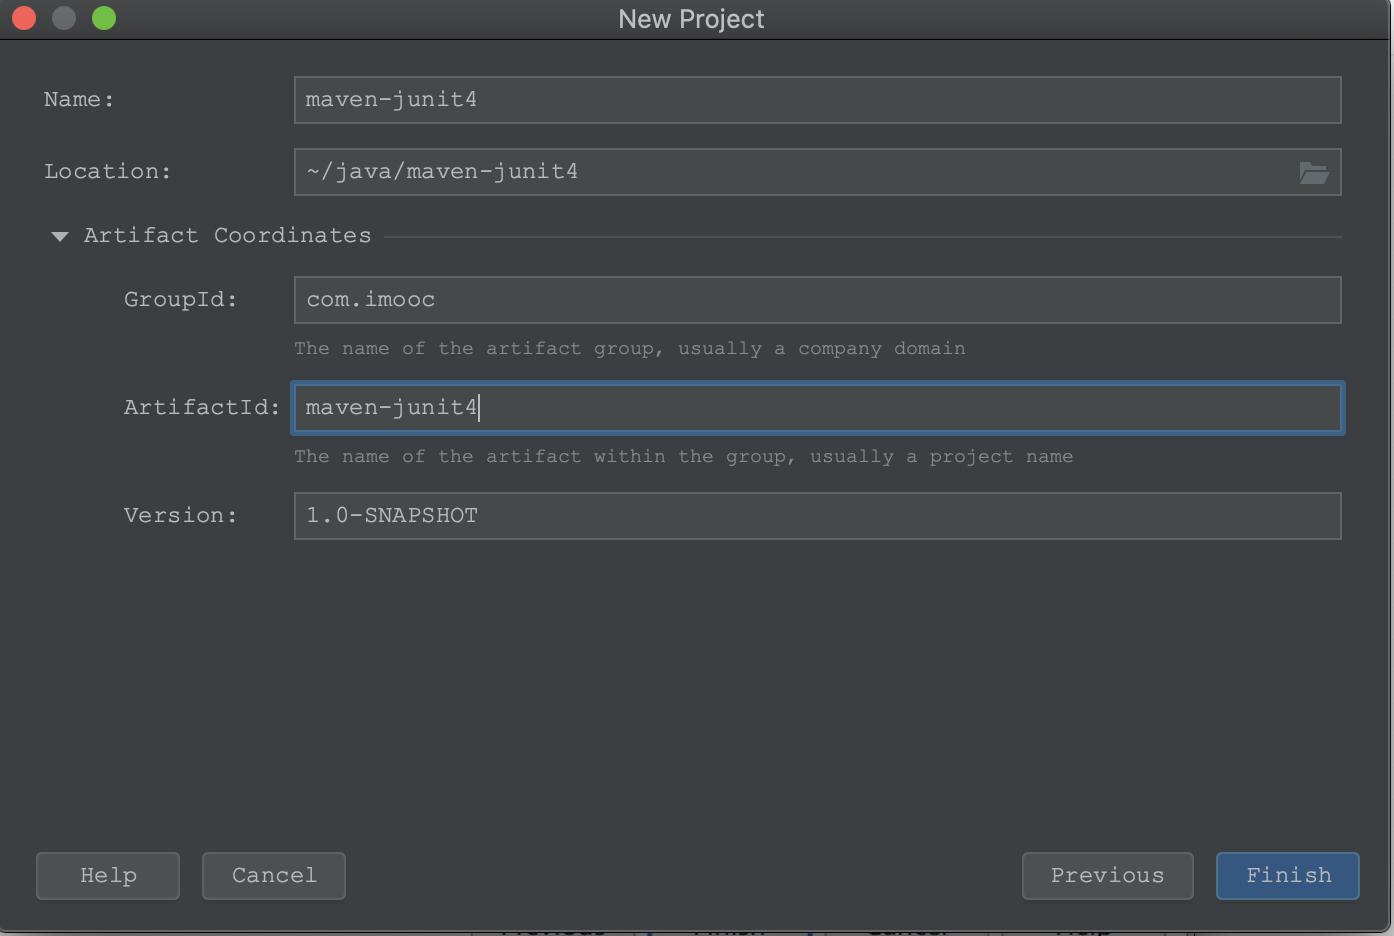 New Project
Name: maven-junit4
Location: ~/java/maven-junit4
Artifact Coordinates
GroupId: com.imooc
The name of the artifact group, usually a company domain
ArtifactId: maven-junit4
The name of the artifact within the group, usually a project name
Version: 1.0-SNAPSHOT
Help Cancel Previous Finish